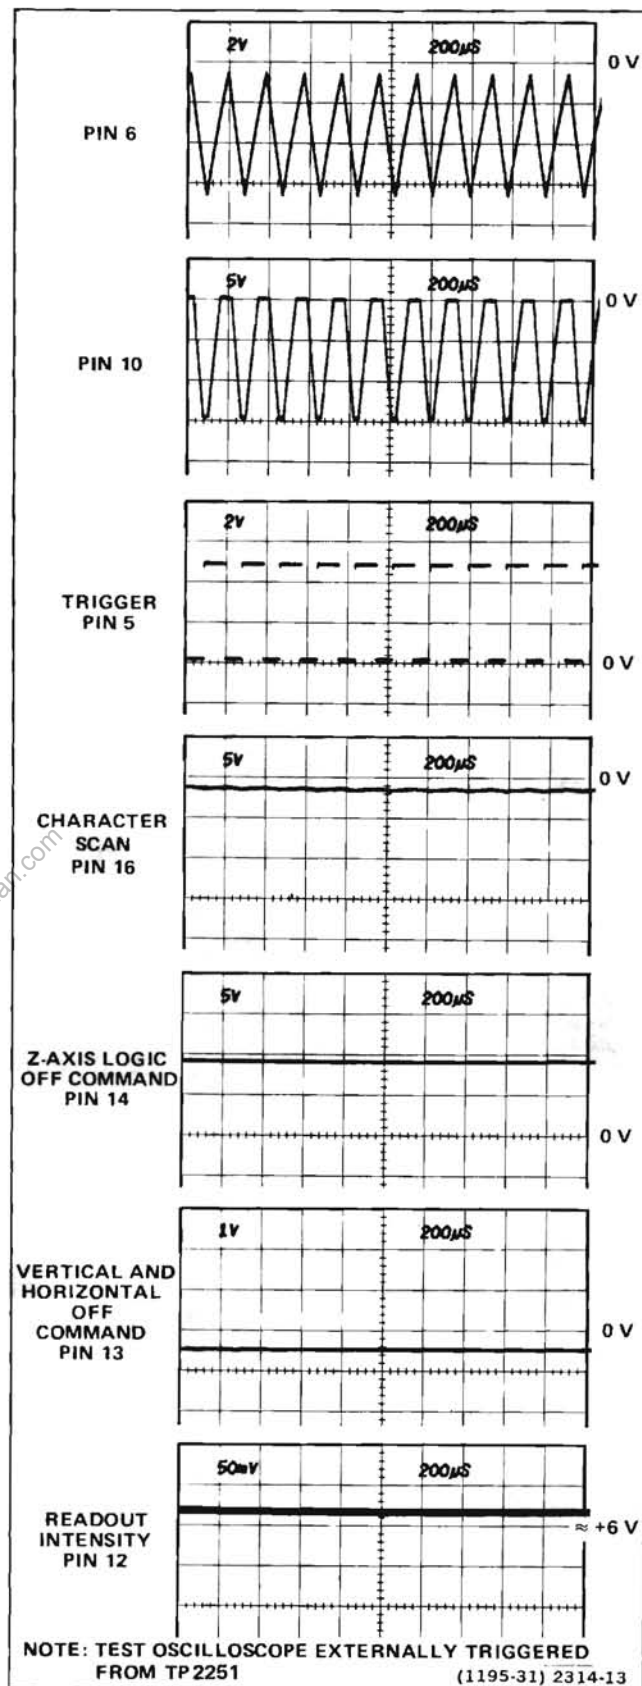 2V 200µS 0 V
PIN 6
5V 200µS 0 V
PIN 10
2V 200µS
TRIGGER
PIN 5
0 V
5V 200µS 0 V
CHARACTER
SCAN
PIN 16
an.com
5V 200µS
Z-AXIS LOGIC
OFF COMMAND
PIN 14
0 V
1V 200µS
VERTICAL AND
HORIZONTAL
OFF
COMMAND
PIN 13
0 V
50mV 200µS
READOUT
INTENSITY
PIN 12
≈ +6 V
NOTE: TEST OSCILLOSCOPE EXTERNALLY TRIGGERED
FROM TP2251 (1195-31) 2314-13